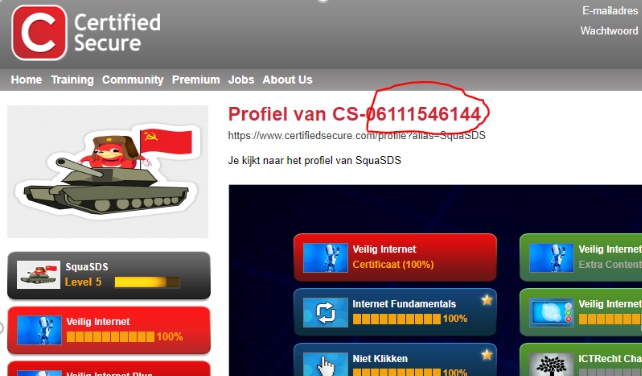 Certified
Secure
E-mailadres
Wachtwoord
Home Training Community Premium Jobs About Us
Profiel van CS-06111546144
https://www.certifiedsecure.com/profile?alias=SquaSDS
Je kijkt naar het profiel van SquaSDS
SquaSDS
Level 5
Veilig Internet
100%
Veilig Internet Plus
Veilig Internet
Certificaat (100%)
Internet Fundamentals
100%
Niet Klikken
100%
Veilig Internet
Extra Content
Veilig Internet
ICTRecht Cha